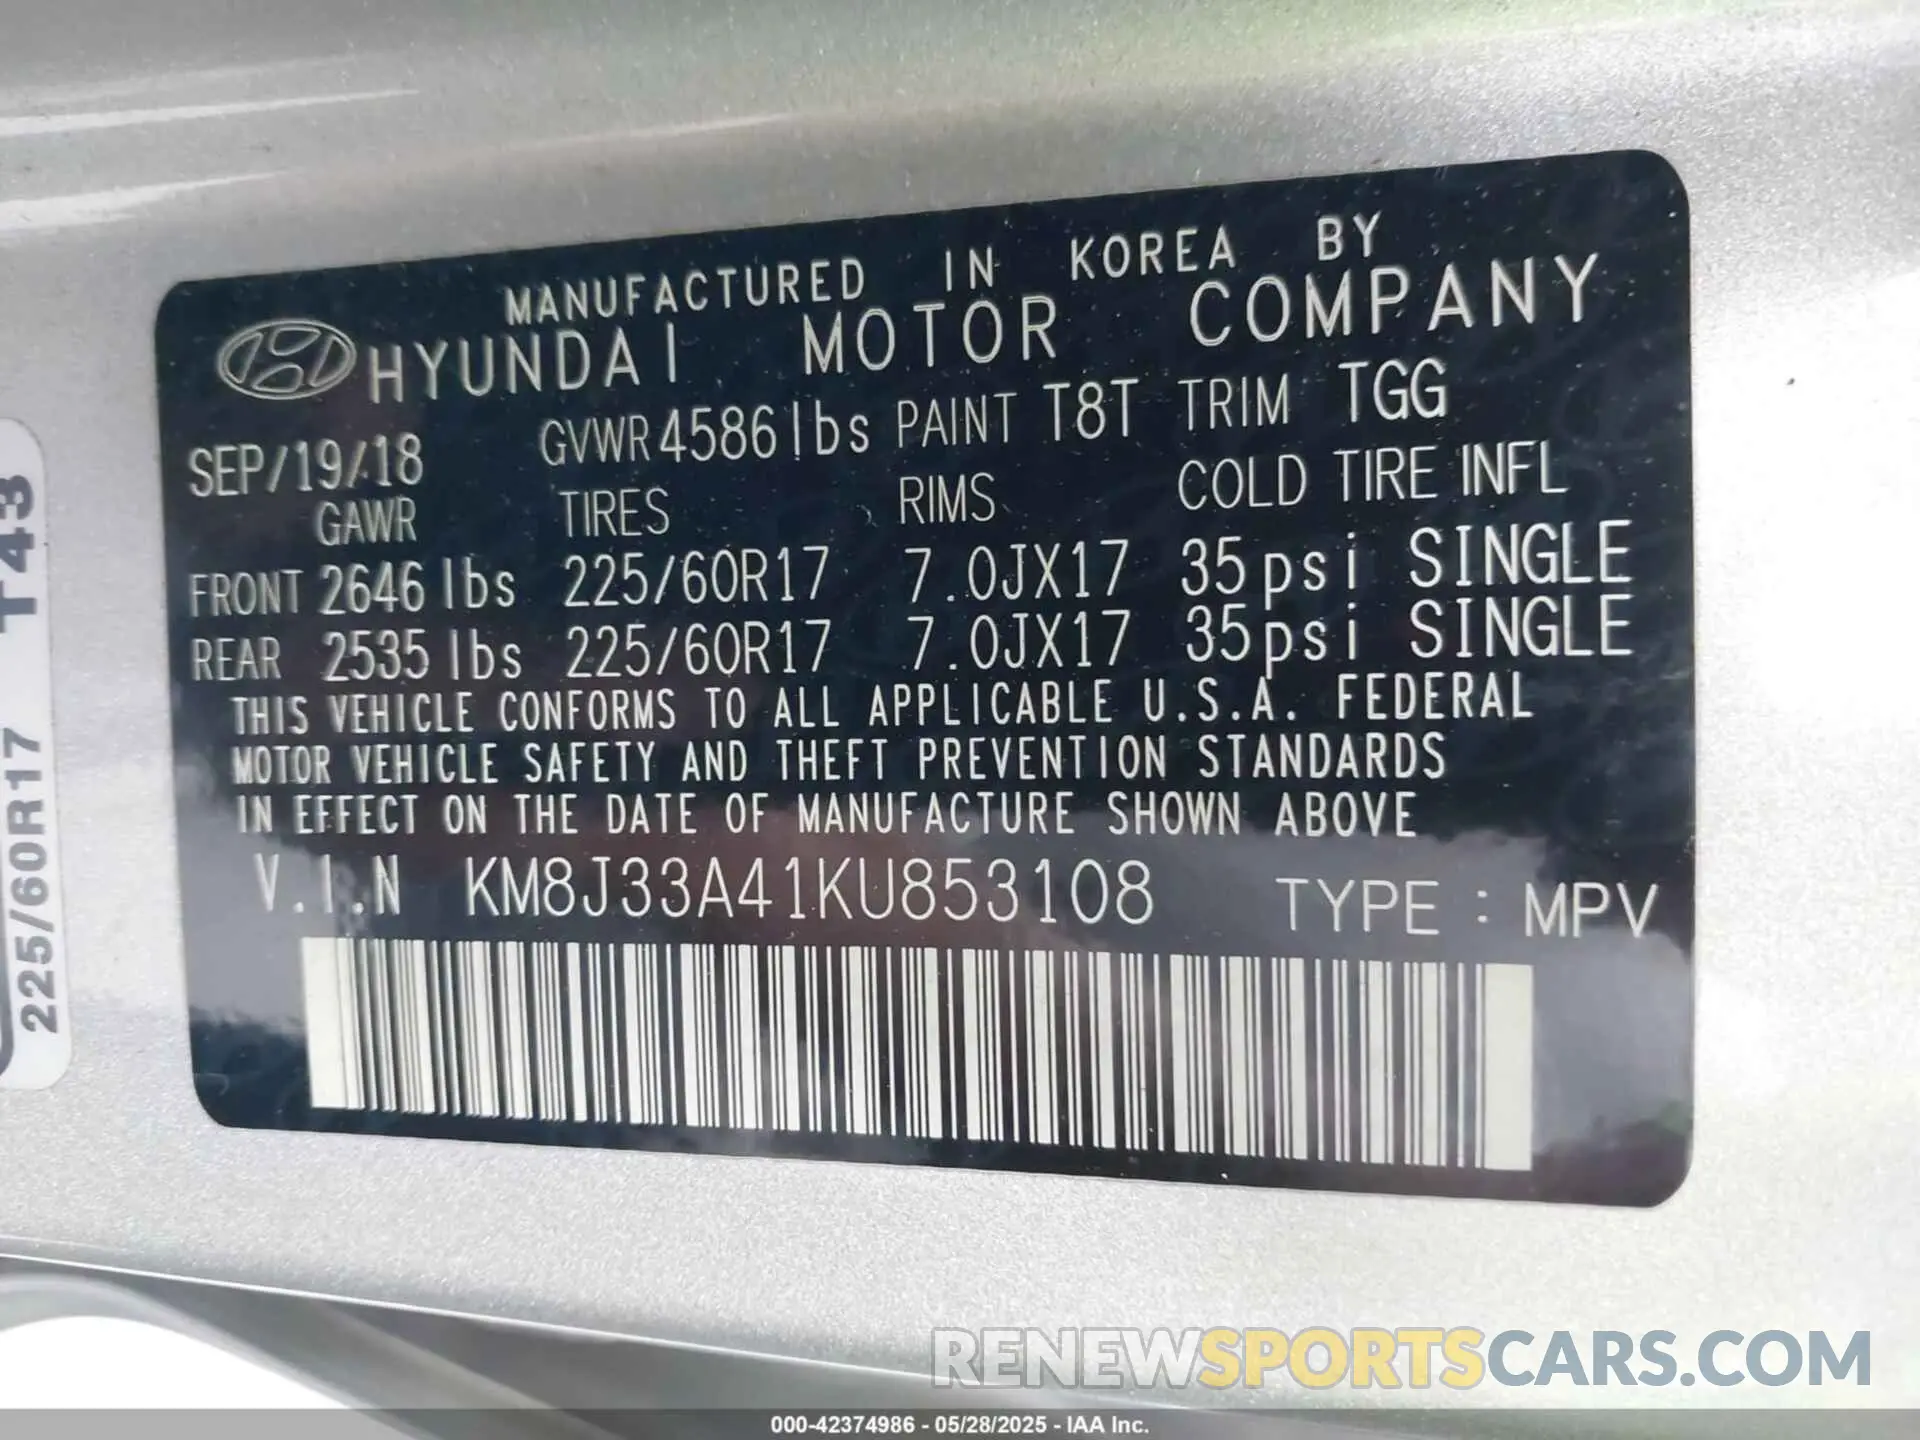 MANUFACTURED IN KOREA BY
HYUNDAI MOTOR COMPANY
SEP/19/18 GVWR 4586 lbs PAINT T8T TRIM TGG
GAWR TIRES RIMS COLD TIRE INFL
FRONT 2646 lbs 225/60R17 7.0JX17 35psi SINGLE
REAR 2535 lbs 225/60R17 7.0JX17 35psi SINGLE
THIS VEHICLE CONFORMS TO ALL APPLICABLE U.S.A. FEDERAL
MOTOR VEHICLE SAFETY AND THEFT PREVENTION STANDARDS
IN EFFECT ON THE DATE OF MANUFACTURE SHOWN ABOVE
V.I.N KM8J33A41KU853108 TYPE : MPV
225/60R17 T43
RENEWSPORTSCARS.COM
000-42374986 - 05/28/2025 - IAA Inc.